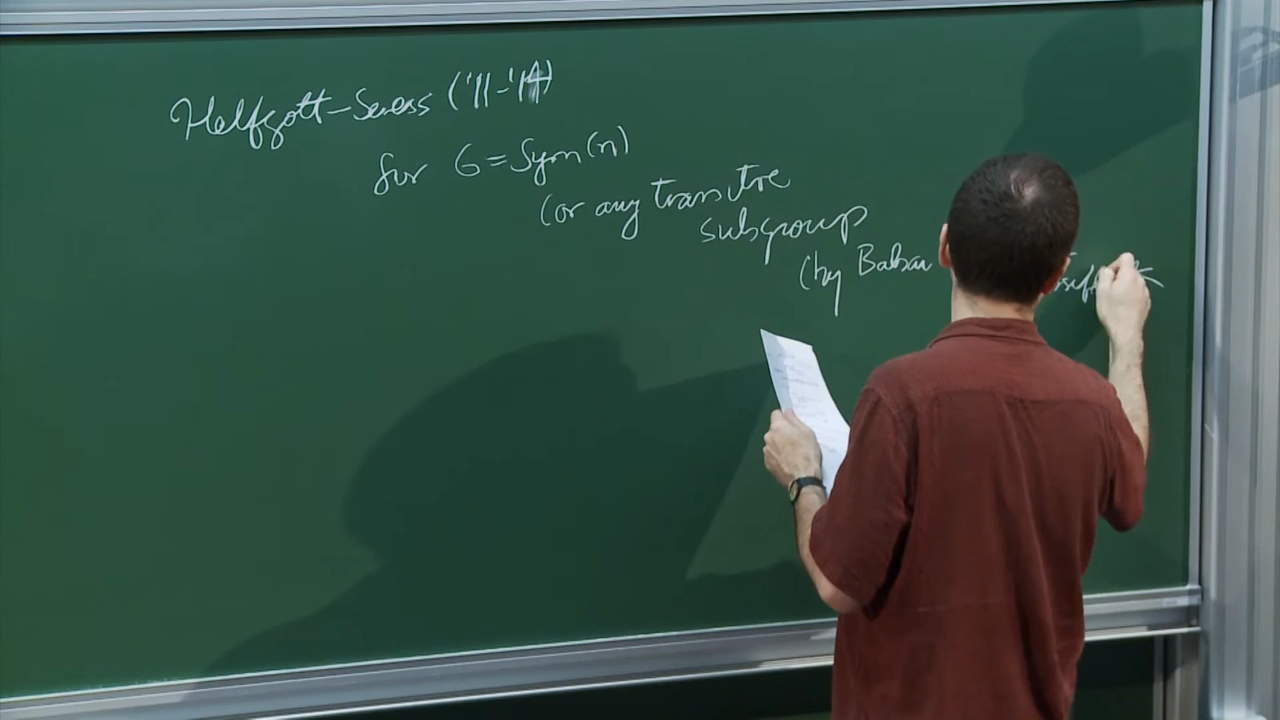 Helfgott-Seress ('11-'14)
for G = Sym(n)
(or any transitive
subgroup
(by Babai